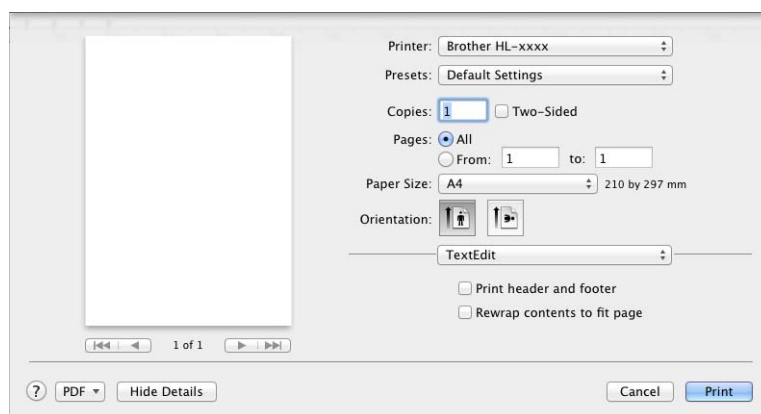 Printer: Brother HL-xxxx
Presets: Default Settings
Copies: 1 Two-Sided
Pages: All
From: 1 to: 1
Paper Size: A4 210 by 297 mm
Orientation:
TextEdit
Print header and footer
Rewrap contents to fit page
1 of 1
? PDF Hide Details Cancel Print